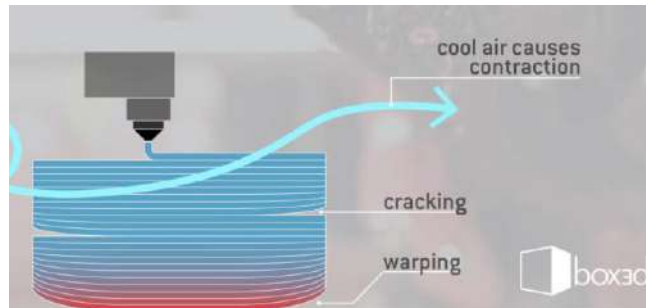 cool air causes
contraction
cracking
warping
box3d